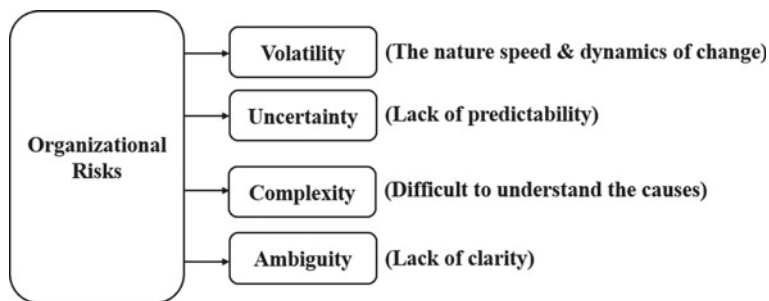 Organizational
Risks
Volatility (The nature speed & dynamics of change)
Uncertainty (Lack of predictability)
Complexity (Difficult to understand the causes)
Ambiguity (Lack of clarity)